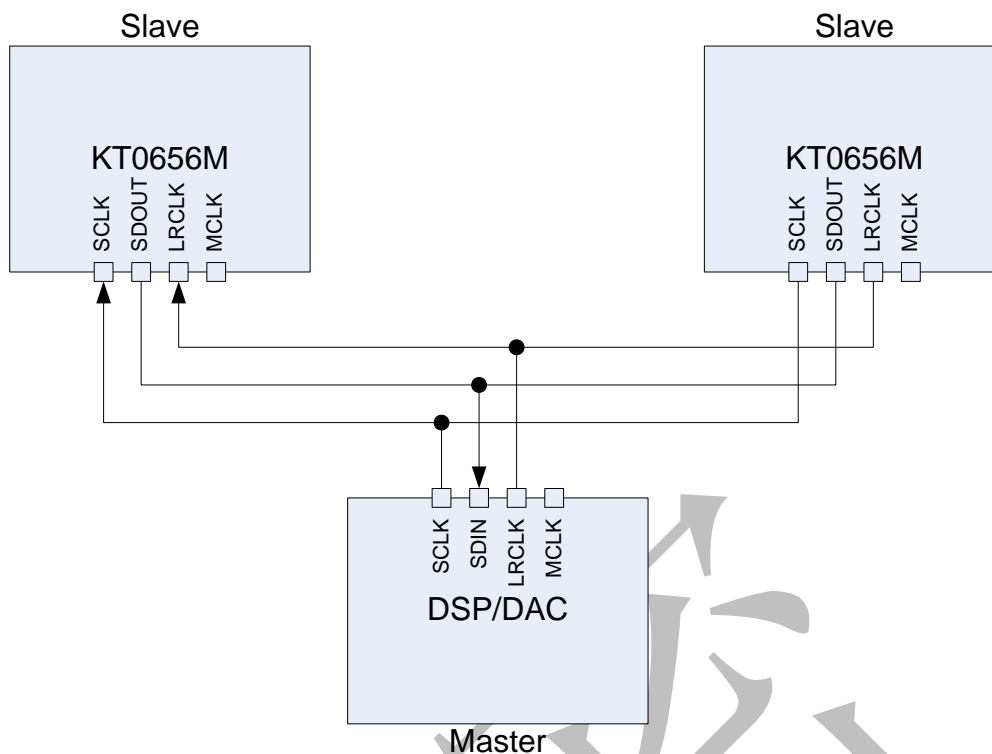 Slave
Slave
KT0656M
SCLK
SDOUT
LRCLK
MCLK
KT0656M
SCLK
SDOUT
LRCLK
MCLK
SCLK
SDIN
LRCLK
MCLK
DSP/DAC
Master